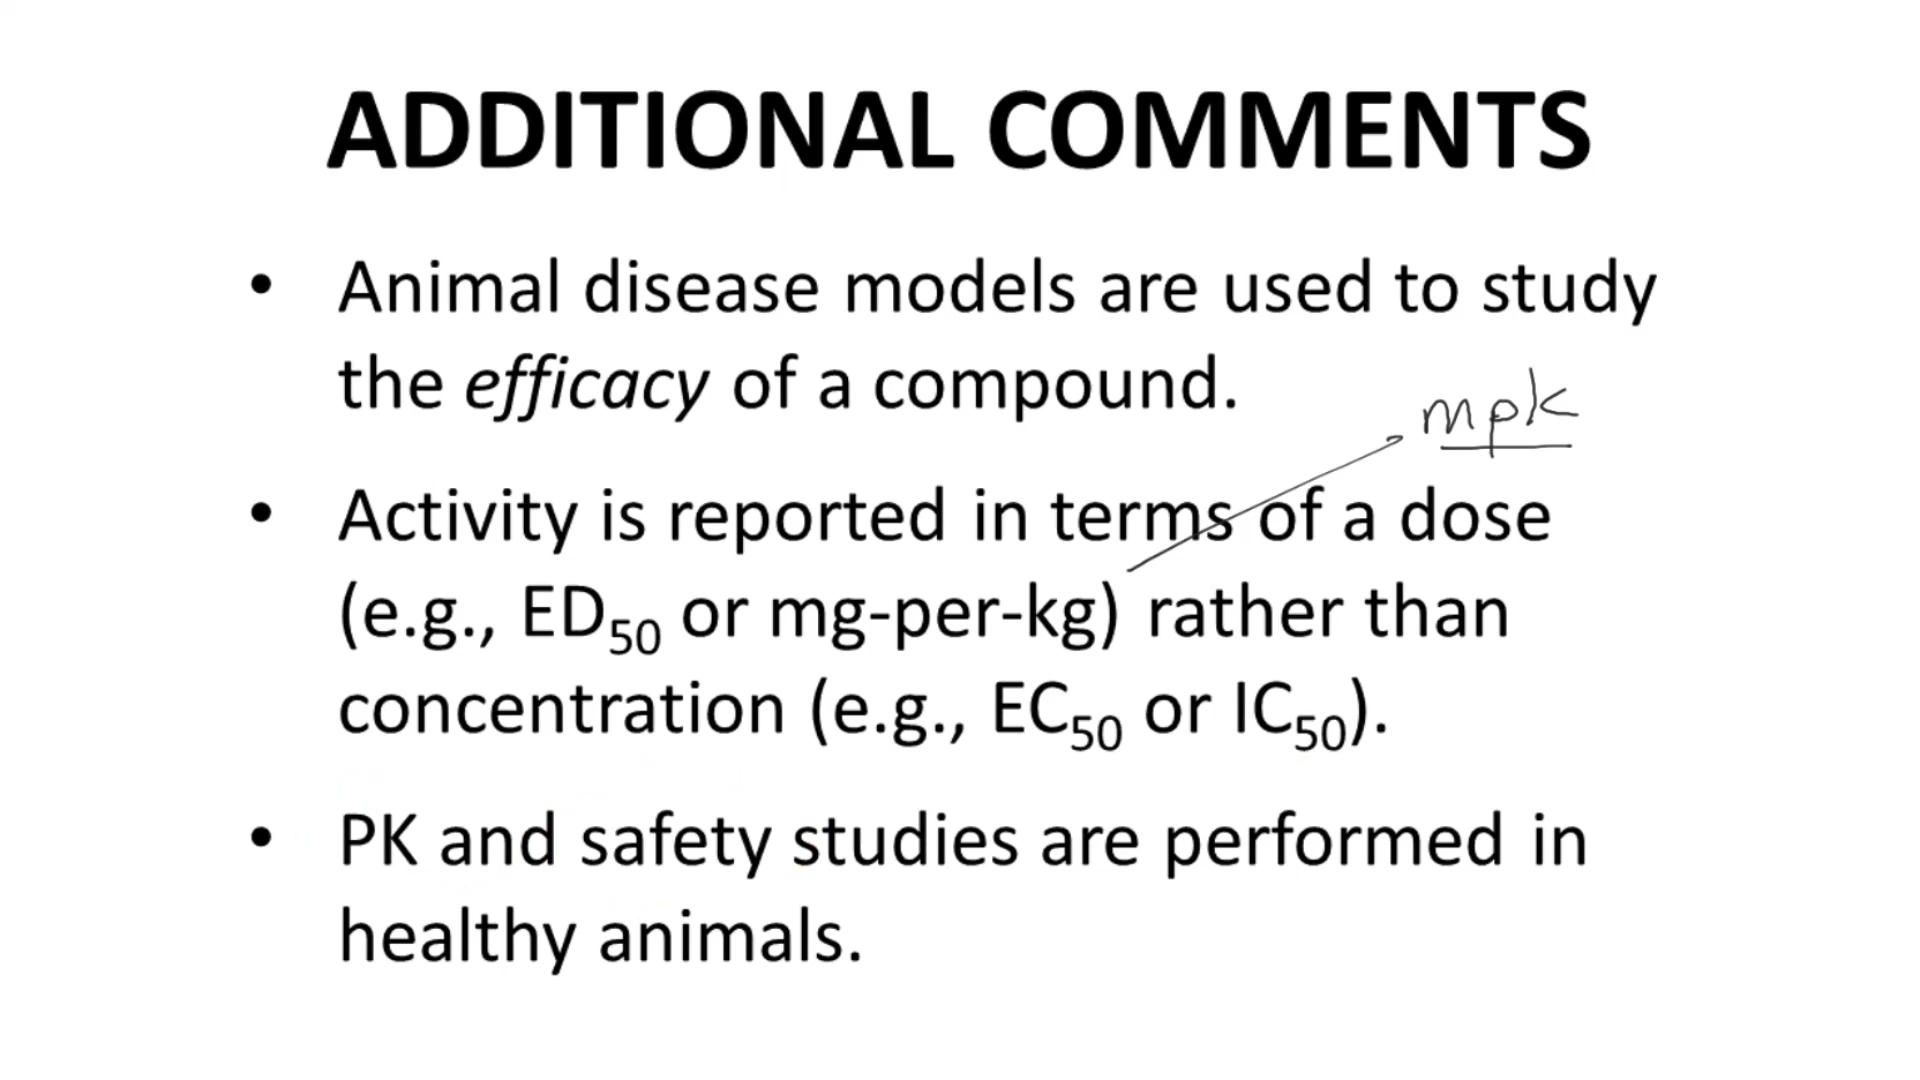 ADDITIONAL COMMENTS
• Animal disease models are used to study
the efficacy of a compound.
mpk
• Activity is reported in terms of a dose
(e.g., ED50 or mg-per-kg) rather than
concentration (e.g., EC50 or IC50).
• PK and safety studies are performed in
healthy animals.